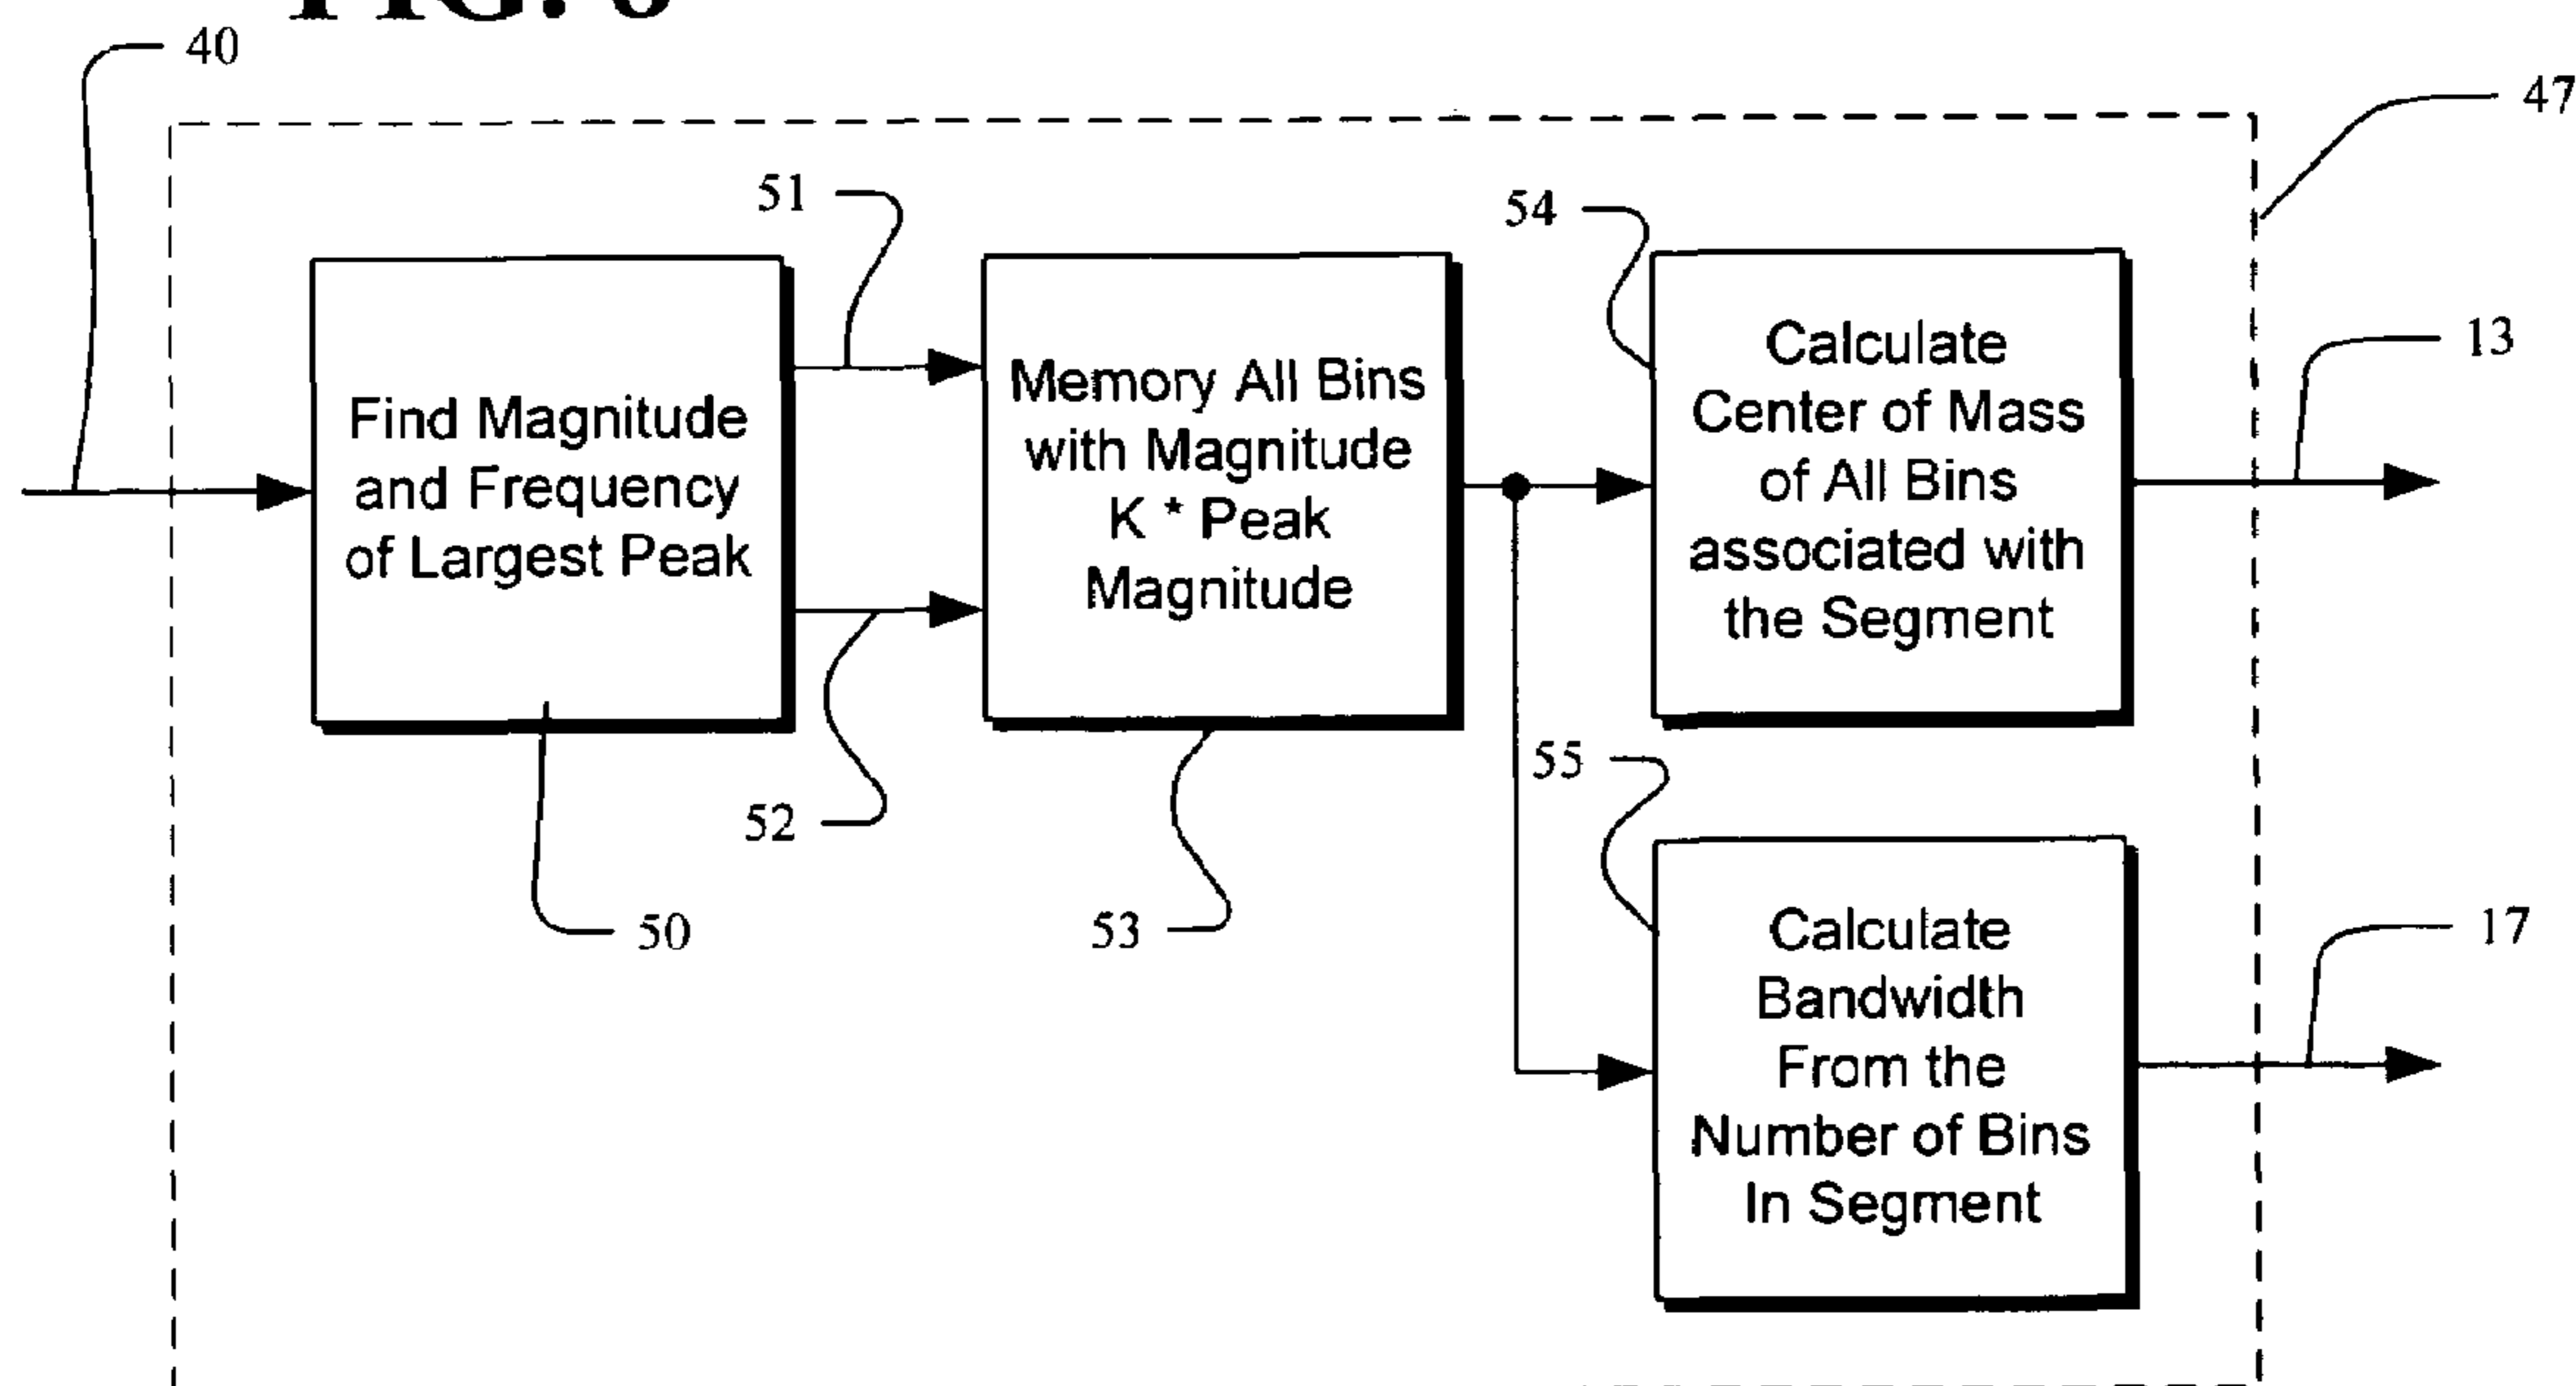 FIG.
40
47
51
54
13
Find Magnitude
and Frequency
of Largest Peak
Memory All Bins
with Magnitude
K * Peak
Magnitude
Calculate
Center of Mass
of All Bins
associated with
the Segment
52
55
50
53
17
Calculate
Bandwidth
From the
Number of Bins
In Segment